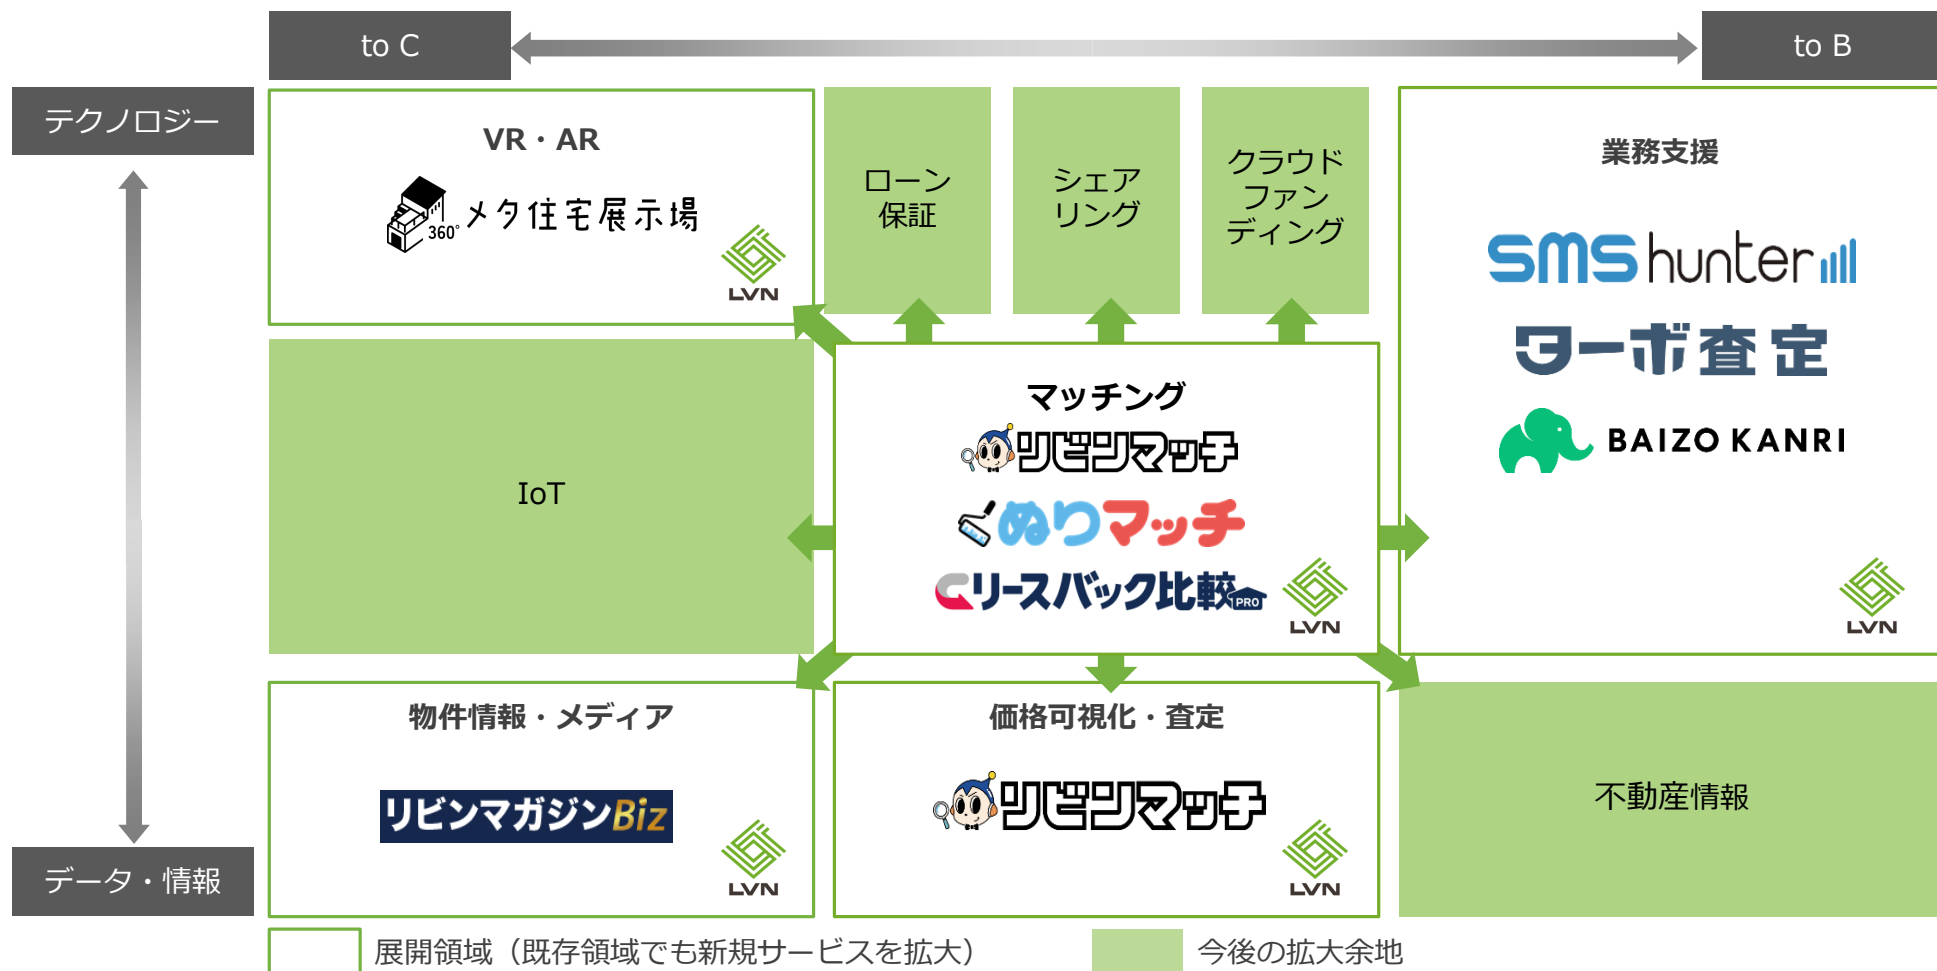 to C
to B
テクノロジー
データ・情報
VR・AR
360°
メタ住宅展示場
LVN
ローン
保証
シェア
リング
クラウド
ファン
ディング
業務支援
SMS hunter
ターボ査定
BAIZO KANRI
LVN
IoT
マッチング
リビンマッチ
ぬりマッチ
リースバック比較PRO
LVN
物件情報・メディア
リビンマガジンBiz
LVN
価格可視化・査定
リビンマッチ
LVN
不動産情報
展開領域（既存領域でも新規サービスを拡大）
今後の拡大余地